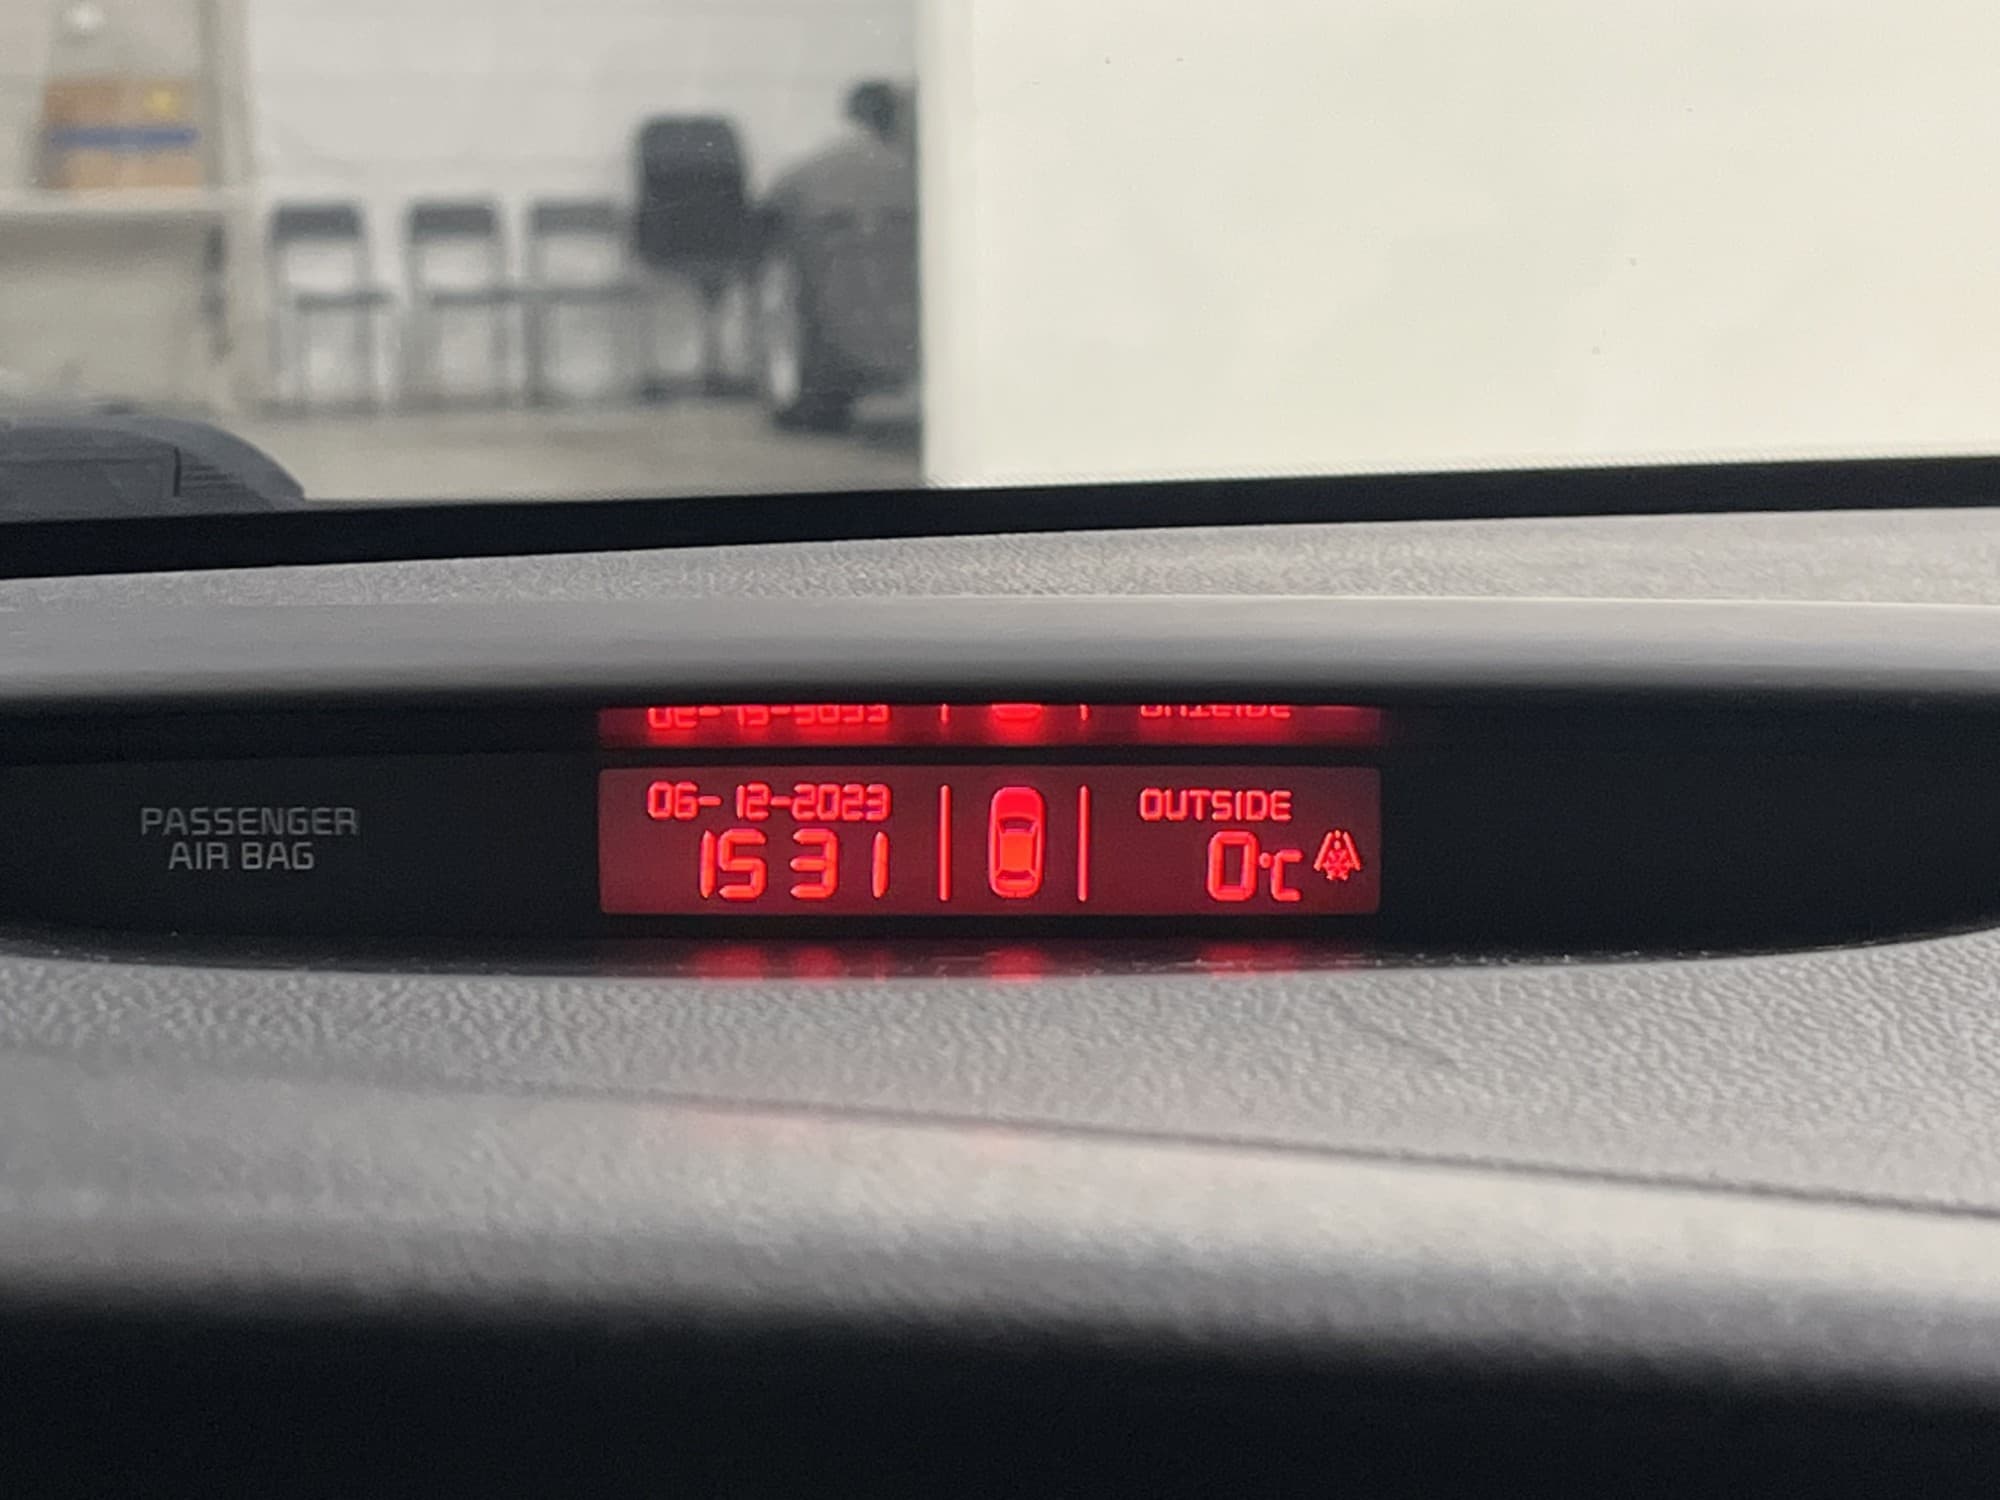 PASSENGER
AIR BAG
06-12-2023
15 31
OUTSIDE
0°C